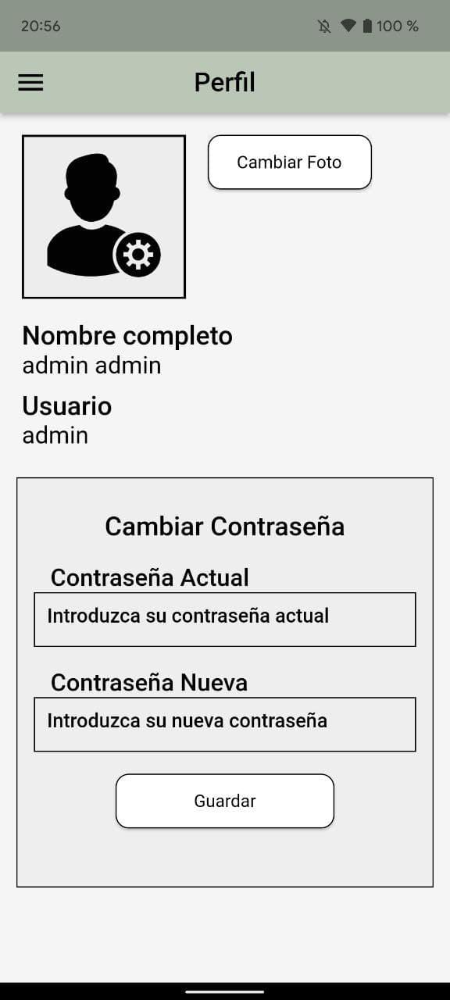 20:56
100 %
Perfil
Cambiar Foto
Nombre completo
admin admin
Usuario
admin
Cambiar Contraseña
Contraseña Actual
Introduzca su contraseña actual
Contraseña Nueva
Introduzca su nueva contraseña
Guardar